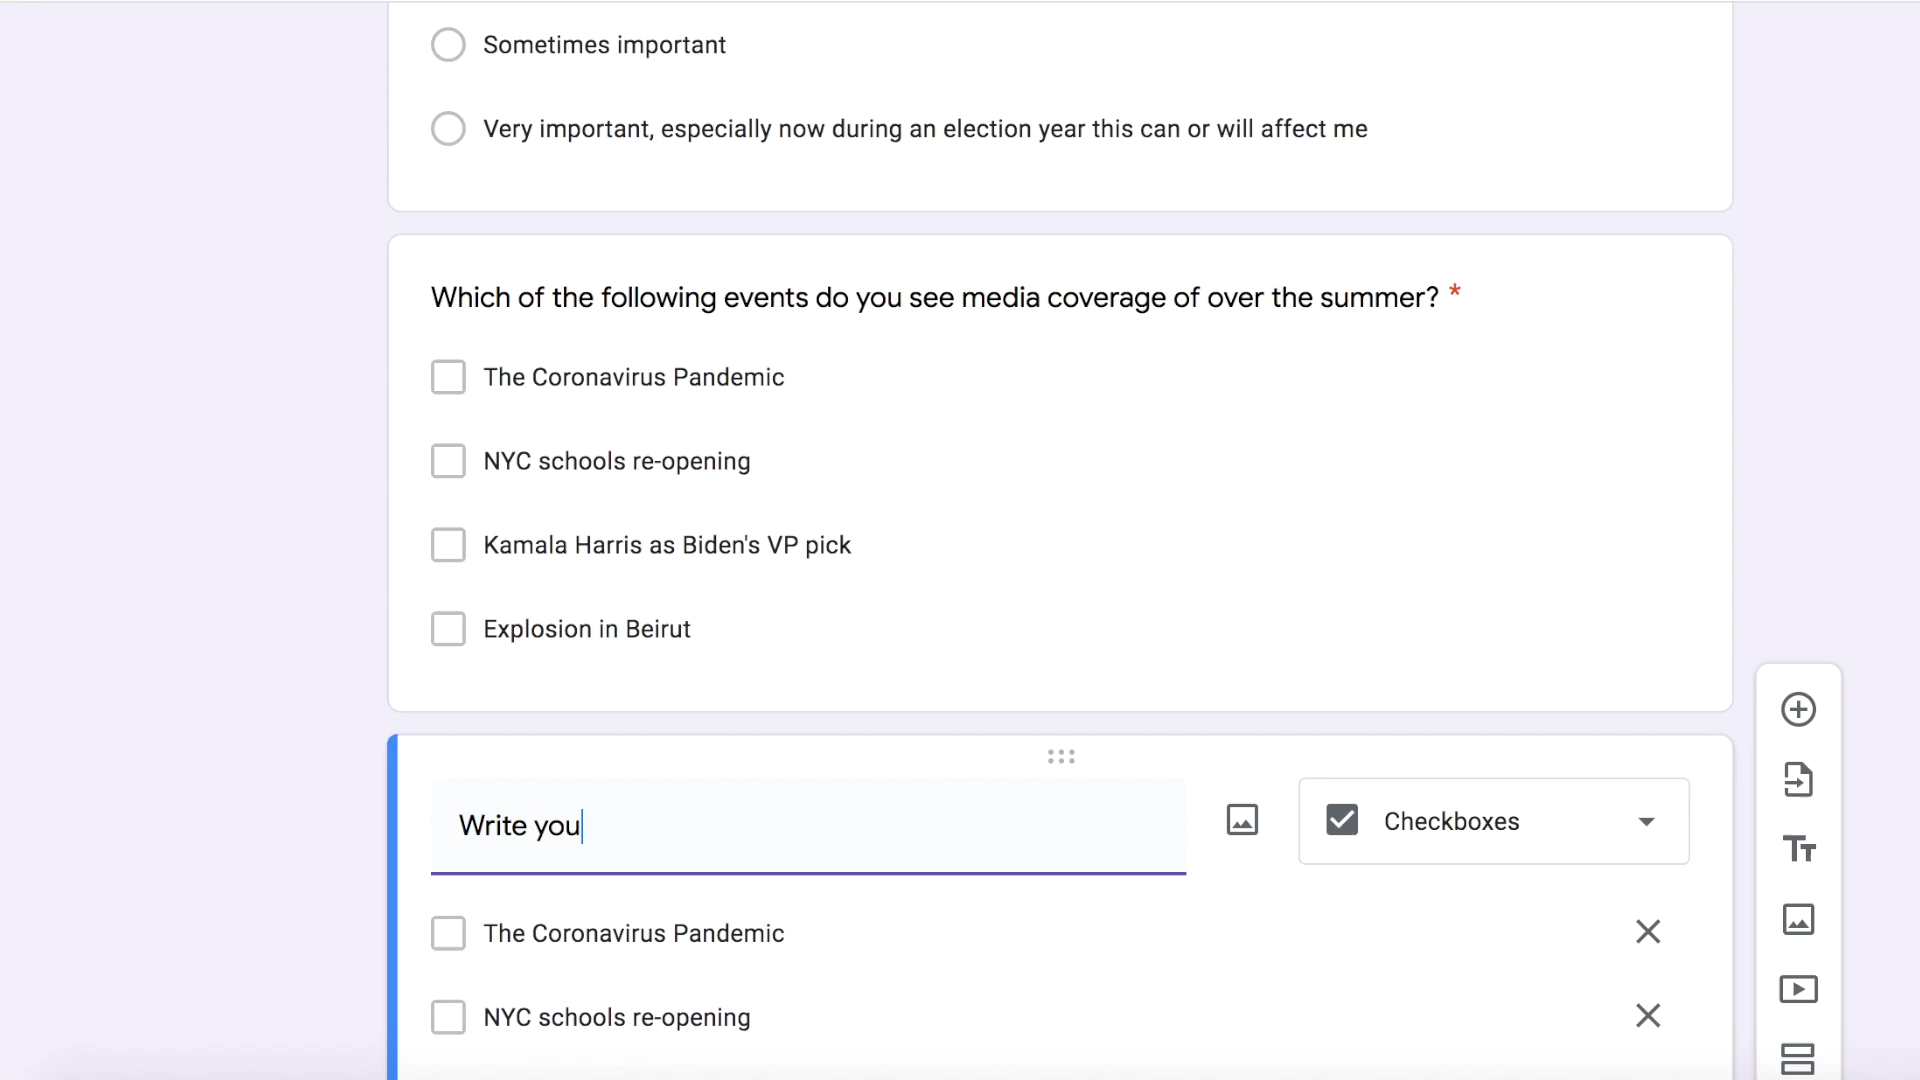 Sometimes important
Very important, especially now during an election year this can or will affect me
Which of the following events do you see media coverage of over the summer? *
The Coronavirus Pandemic
NYC schools re-opening
Kamala Harris as Biden's VP pick
Explosion in Beirut
Write you
Checkboxes
The Coronavirus Pandemic
NYC schools re-opening